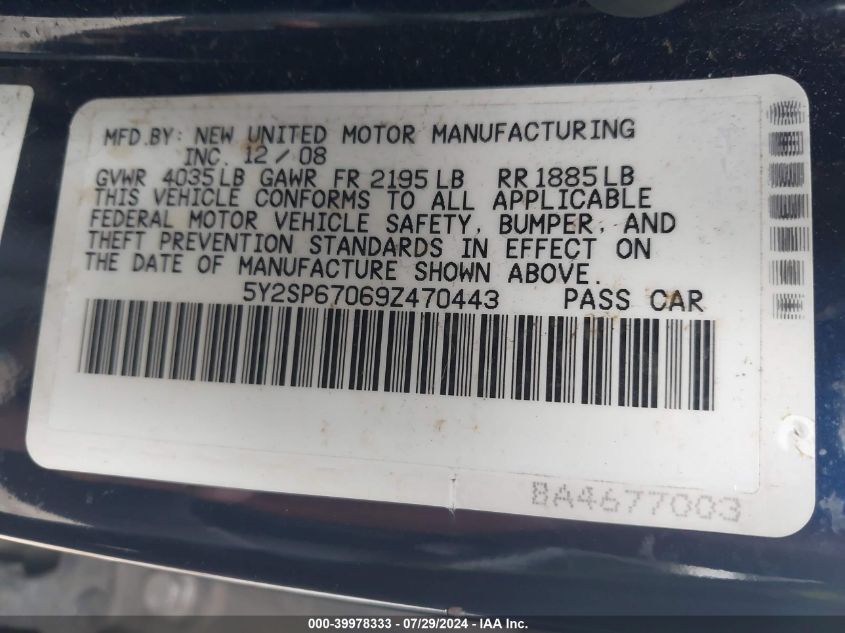 MFD.BY: NEW UNITED MOTOR MANUFACTURING
INC. 12/08
GVWR 4035LB GAWR FR 2195LB RR 1885LB
THIS VEHICLE CONFORMS TO ALL APPLICABLE
FEDERAL MOTOR VEHICLE SAFETY, BUMPER, AND
THEFT PREVENTION STANDARDS IN EFFECT ON
THE DATE OF MANUFACTURE SHOWN ABOVE.
5Y2SP67069Z470443 PASS CAR
BA4677003
000-39978333 - 07/29/2024 - IAA Inc.